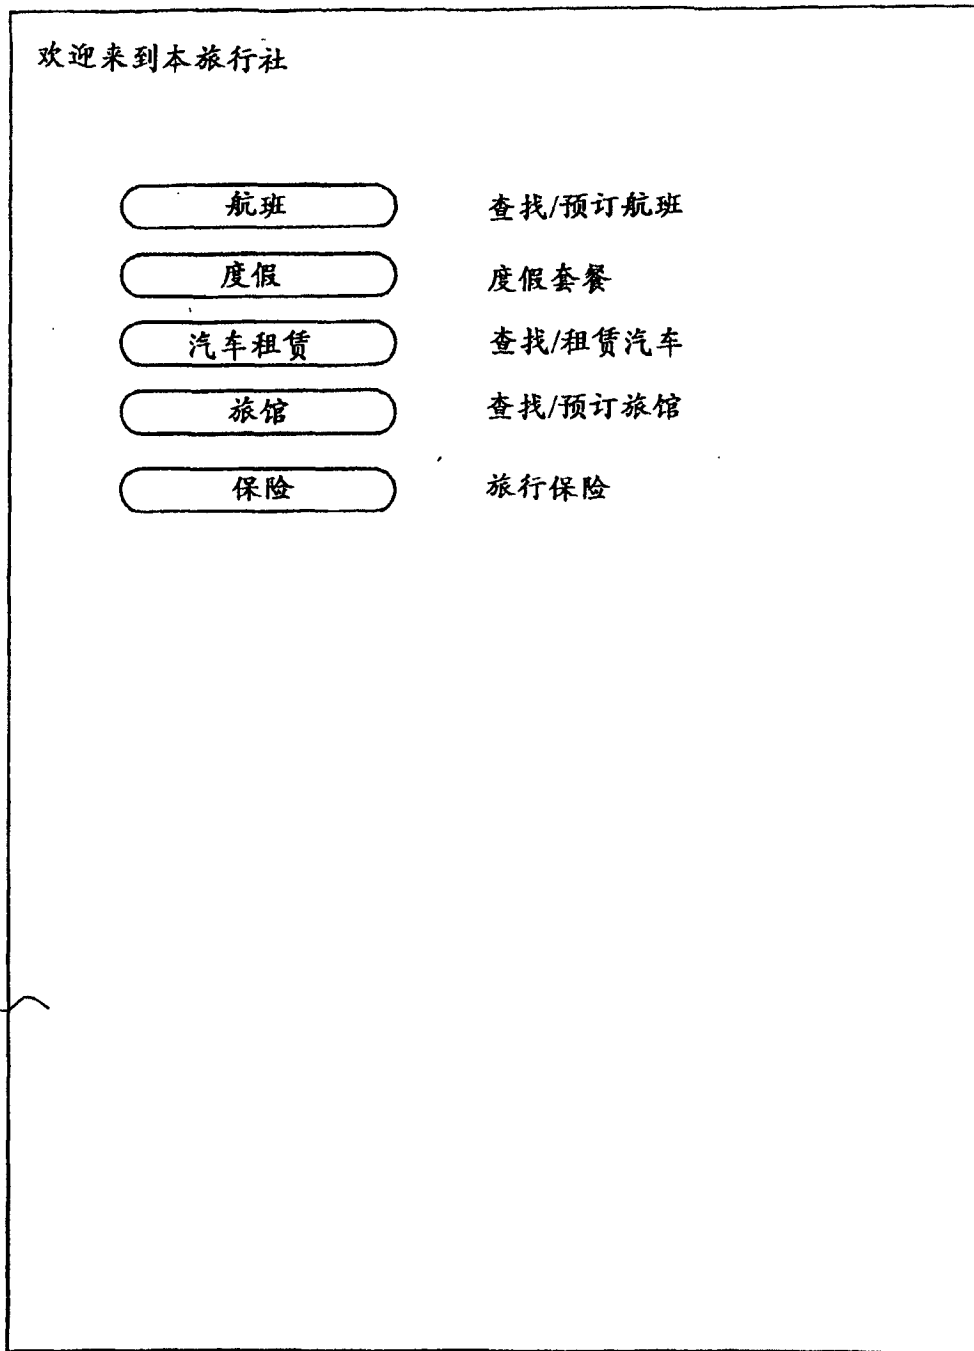 欢迎来到本旅行社
航班 查找/预订航班
度假 度假套餐
汽车租赁 查找/租赁汽车
旅馆 查找/预订旅馆
保险 旅行保险